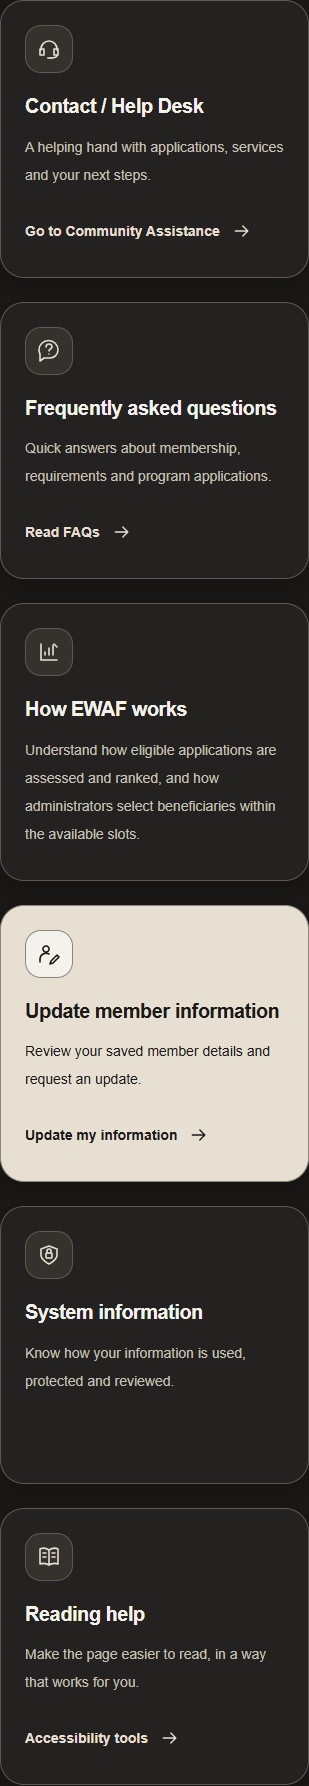 Contact / Help Desk
A helping hand with applications, services
and your next steps.
Go to Community Assistance
Frequently asked questions
Quick answers about membership,
requirements and program applications.
Read FAQs
How EWAF works
Understand how eligible applications are
assessed and ranked, and how
administrators select beneficiaries within
the available slots.
Update member information
Review your saved member details and
request an update.
Update my information
System information
Know how your information is used,
protected and reviewed.
Reading help
Make the page easier to read, in a way
that works for you.
Accessibility tools